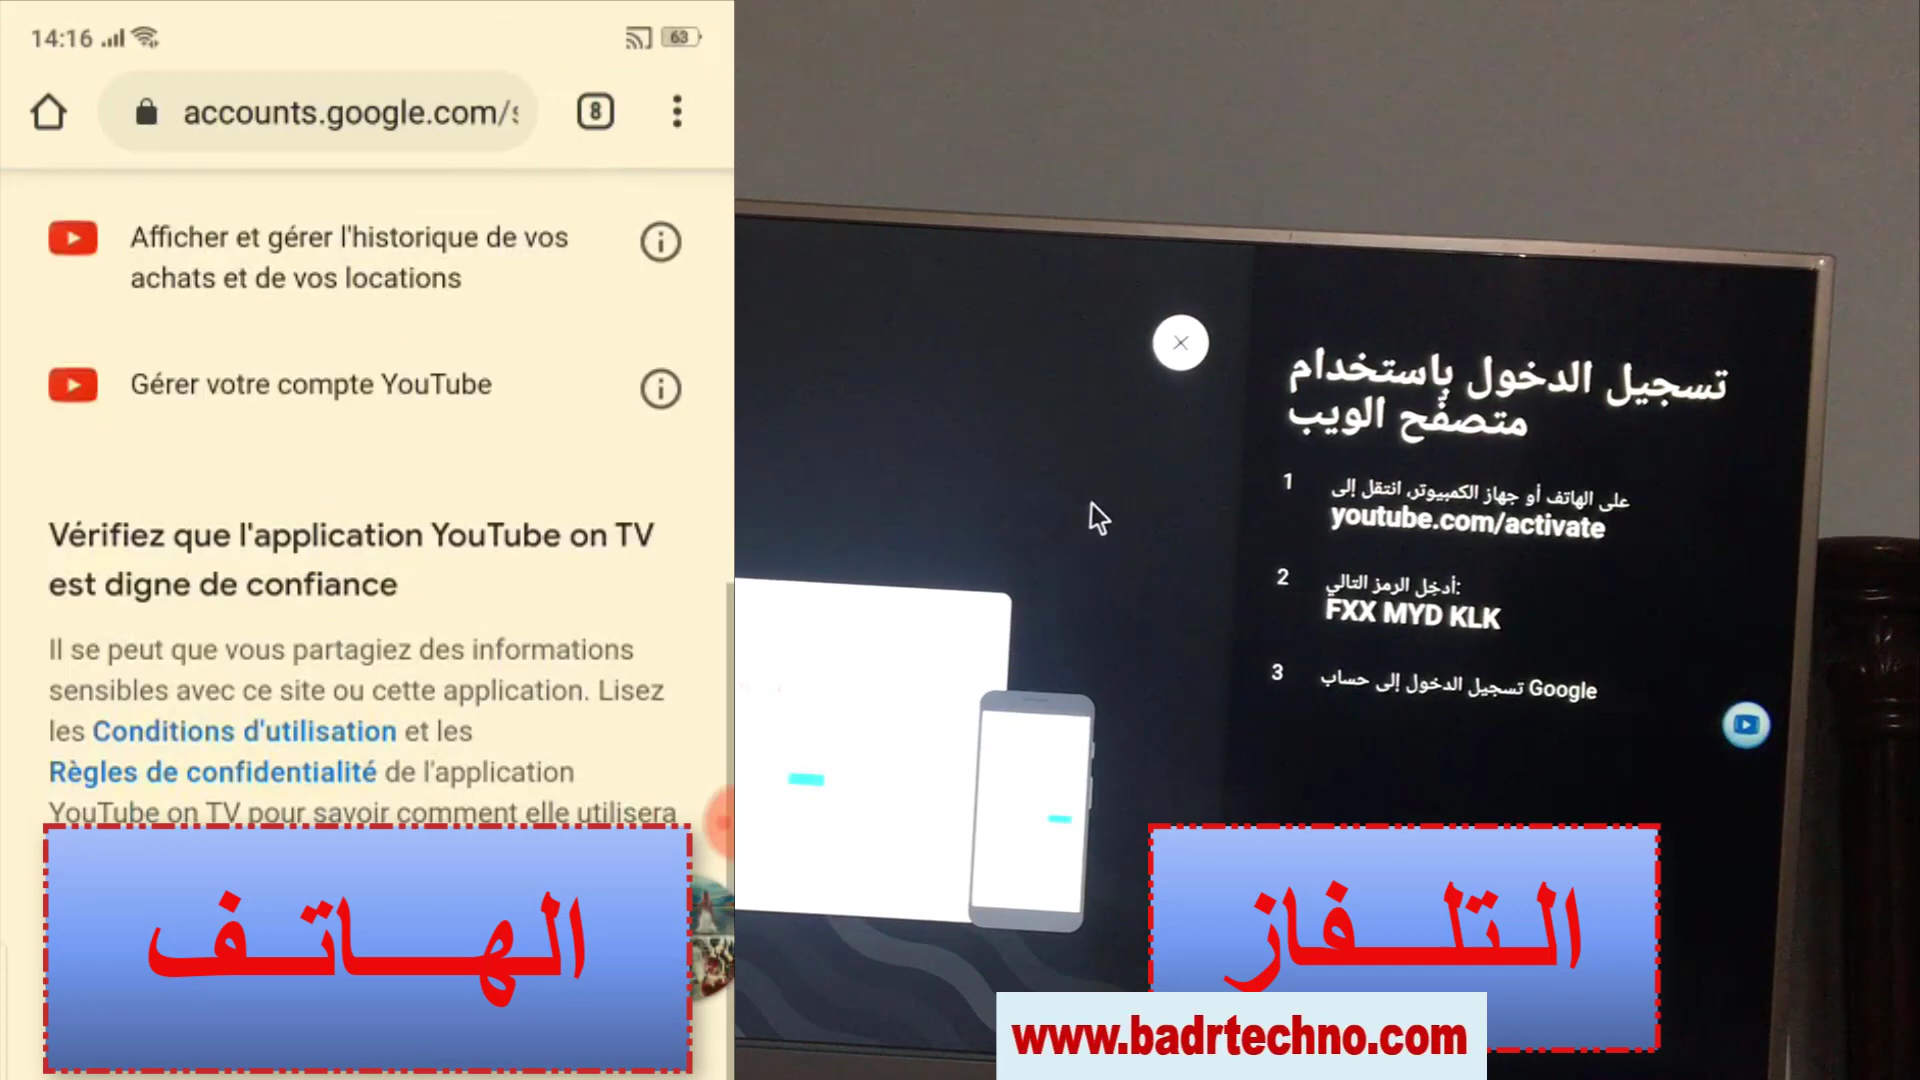 14:16
63
accounts.google.com/s
8
Afficher et gérer l'historique de vos
achats et de vos locations
Gérer votre compte YouTube
Vérifiez que l'application YouTube on TV
est digne de confiance
Il se peut que vous partagiez des informations
sensibles avec ce site ou cette application. Lisez
les Conditions d'utilisation et les
Règles de confidentialité de l'application
YouTube on TV pour savoir comment elle utilisera
الهاتف
تسجيل الدخول باستخدام
متصفّح الويب
1 على الهاتف أو جهاز الكمبيوتر، انتقل إلى
youtube.com/activate
2 أدخِل الرمز التالي:
FXX MYD KLK
3 تسجيل الدخول إلى حساب Google
التلفاز
www.badrtechno.com